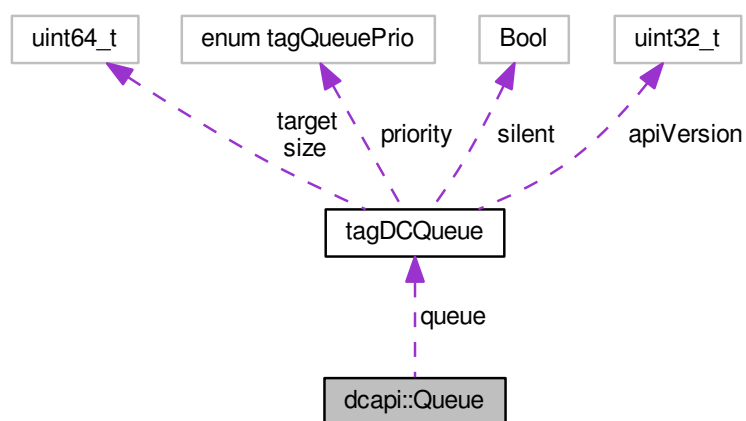 uint64_t
enum tagQueuePrio
Bool
uint32_t
target
size
priority
silent
apiVersion
tagDCQueue
queue
dcapi::Queue